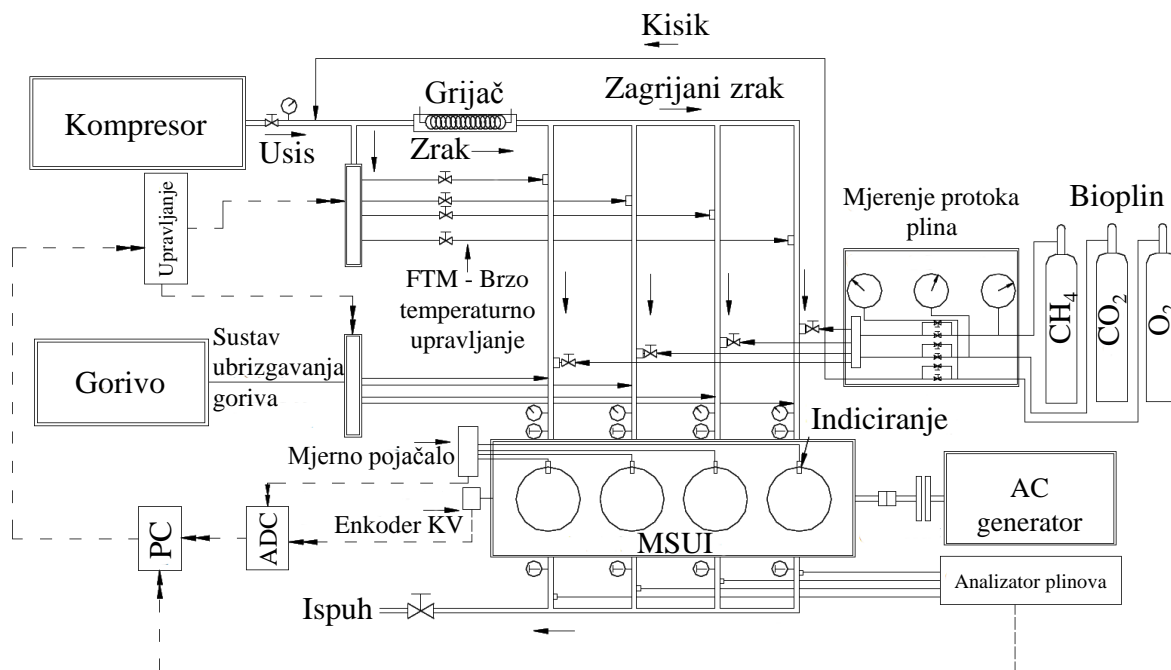 Kisik
Kompresor
Grijač
Zagrijani zrak
Usis
Zrak
Upravljanje
Mjerenje protoka
plina
Bioplin
FTM - Brzo
temperaturno
upravljanje
CH4
CO2
O2
Gorivo
Sustav
ubrizgavanja
goriva
Indiciranje
Mjerno pojačalo
Enkoder KV
MSUI
AC
generator
PC
ADC
Analizator plinova
Ispuh